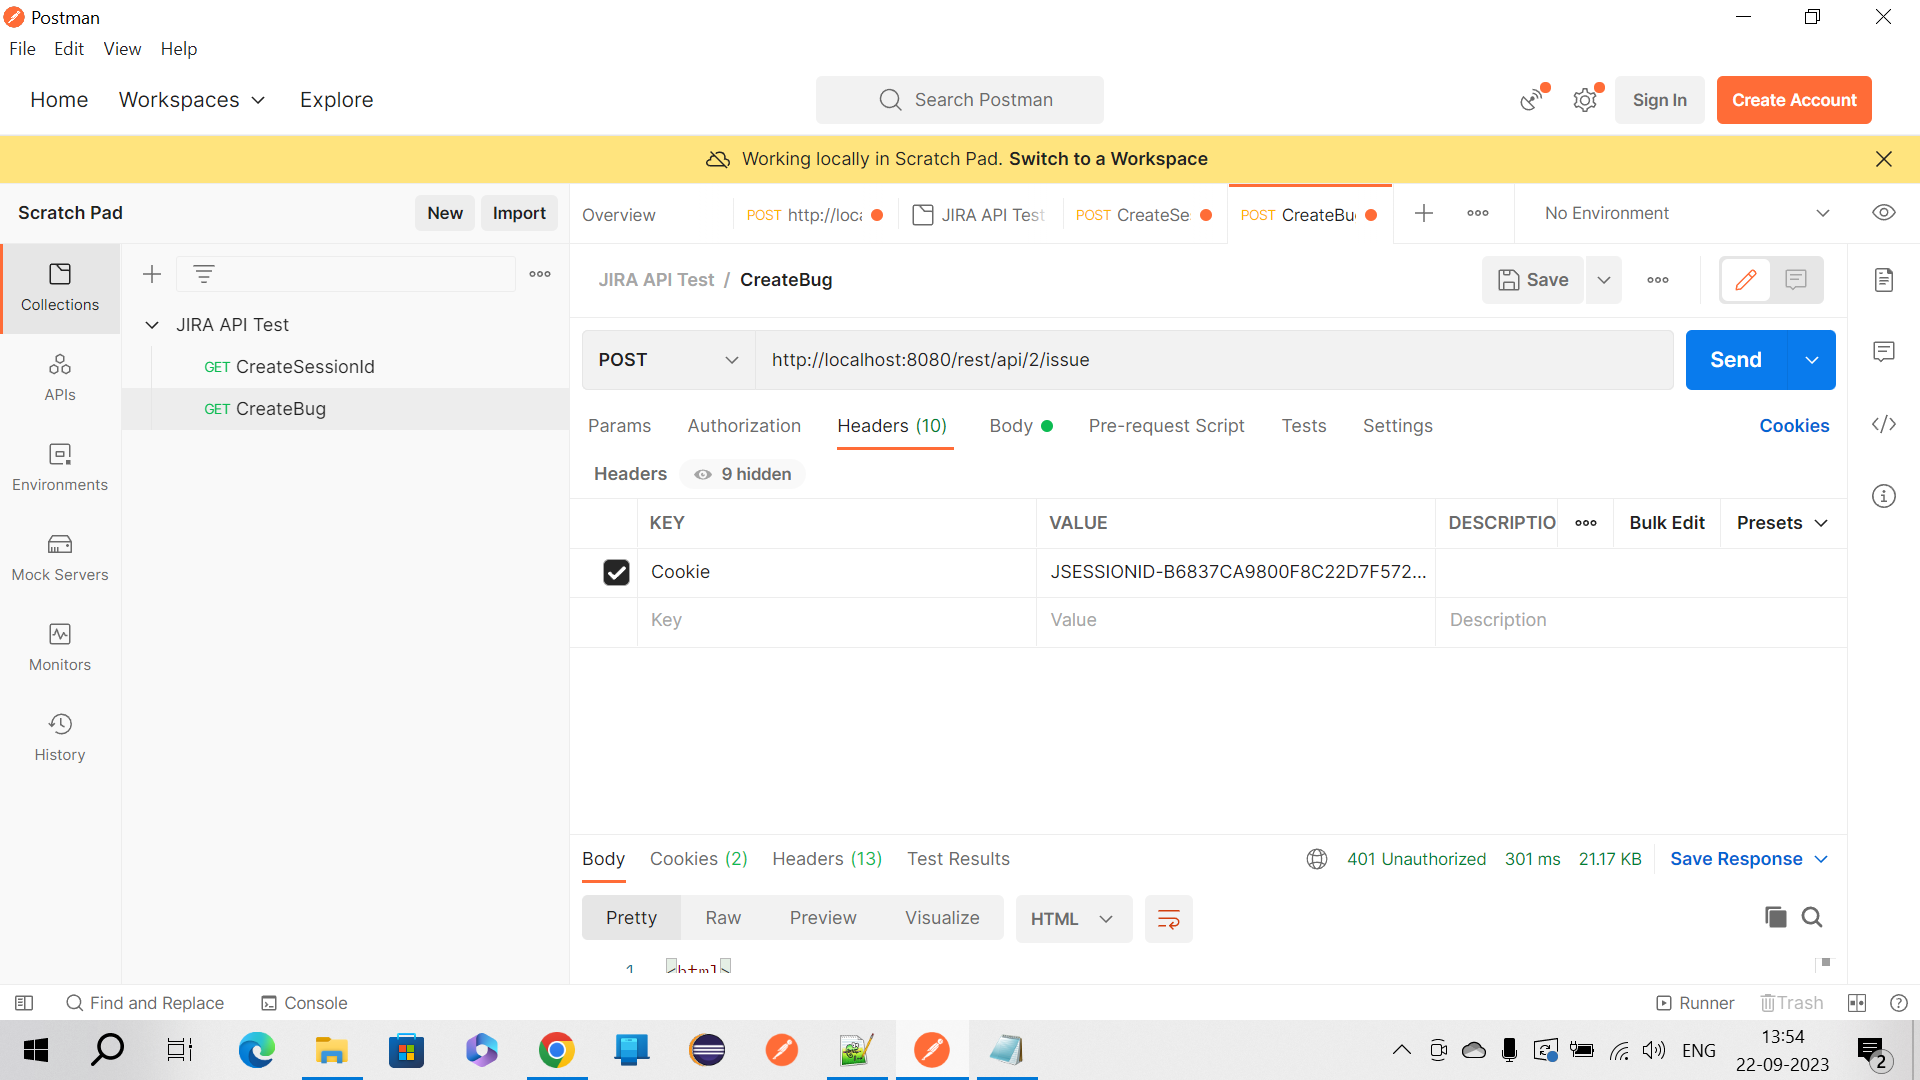 Postman
File Edit View Help
Home Workspaces Explore Search Postman Sign In Create Account
Working locally in Scratch Pad. Switch to a Workspace
Scratch Pad New Import Overview POST http://loca JIRA API Test POST CreateSe POST CreateBu No Environment
Collections
JIRA API Test
GET CreateSessionId
GET CreateBug
APIs
Environments
Mock Servers
Monitors
History
JIRA API Test / CreateBug Save
POST http://localhost:8080/rest/api/2/issue Send
Params Authorization Headers (10) Body Pre-request Script Tests Settings Cookies
Headers 9 hidden
KEY VALUE DESCRIPTIO Bulk Edit Presets
Cookie JSESSIONID-B6837CA9800F8C22D7F572...
Key Value Description
Body Cookies (2) Headers (13) Test Results 401 Unauthorized 301 ms 21.17 KB Save Response
Pretty Raw Preview Visualize HTML
1 <html>
Find and Replace Console Runner Trash
ENG 13:54
22-09-2023 2